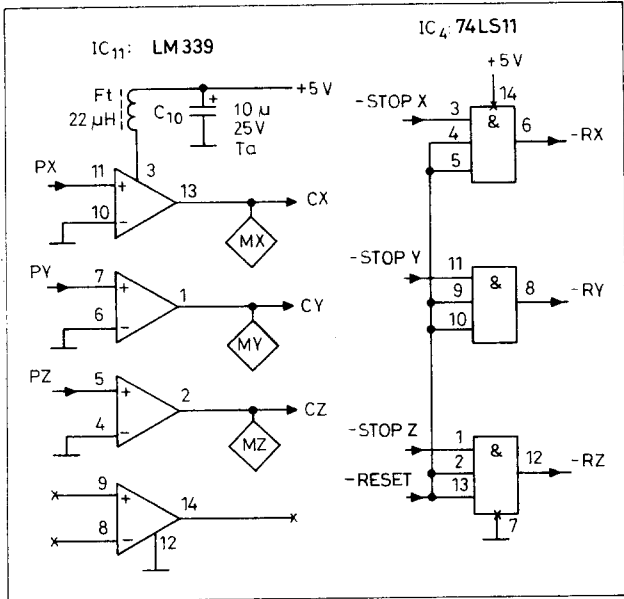 IC11: LM339
Ft
22 µH
C10
+
10 µ
25V
Ta
+5V
PX
11
+
3
13
CX
10
−
MX
PY
7
+
1
CY
6
−
MY
PZ
5
+
2
CZ
4
−
MZ
9
+
14
8
−
12
IC4: 74LS11
+5V
14
-STOP X
3
&
4
6
-RX
5
-STOP Y
11
&
9
8
-RY
10
-STOP Z
1
&
2
12
-RZ
-RESET
13
7